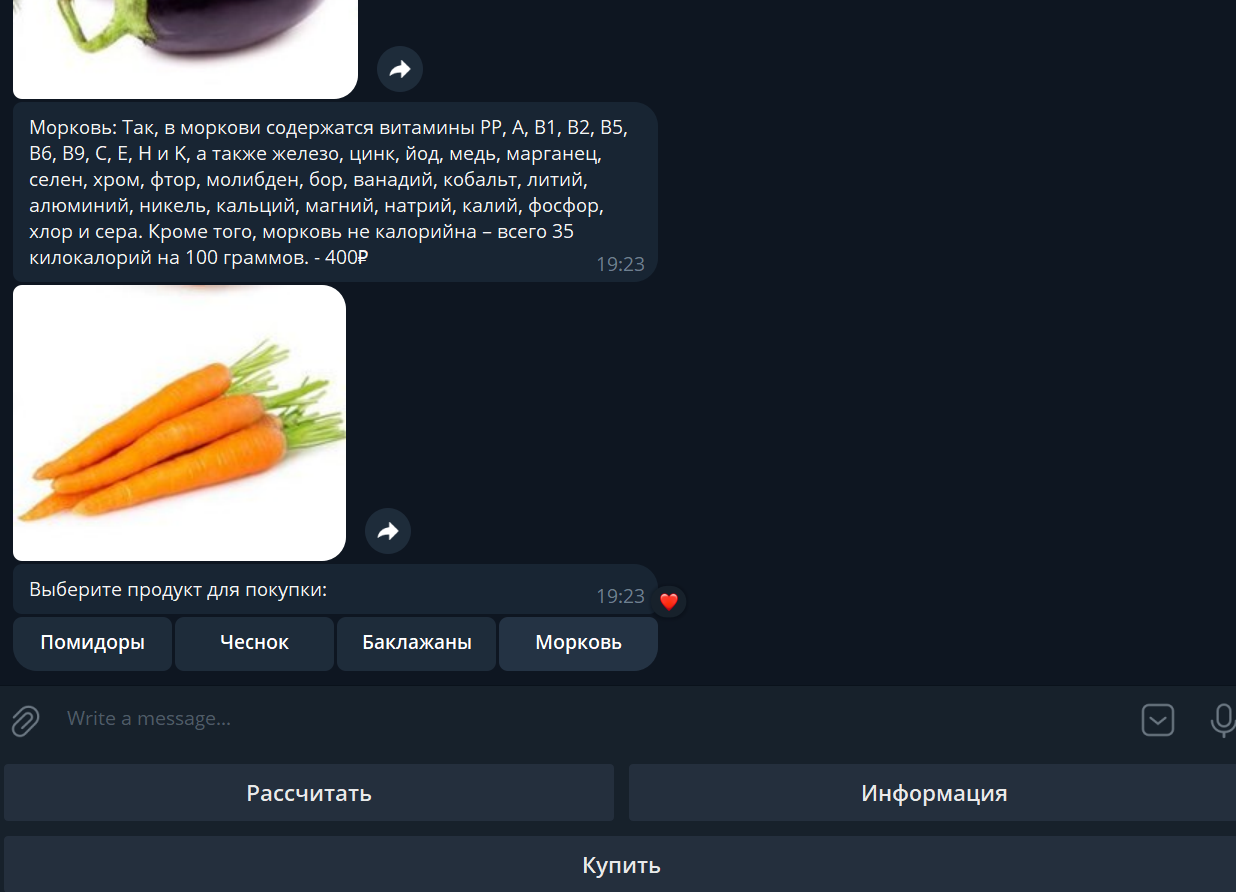 Морковь: Так, в моркови содержатся витамины PP, A, B1, B2, B5,
B6, B9, C, E, H и K, а также железо, цинк, йод, медь, марганец,
селен, хром, фтор, молибден, бор, ванадий, кобальт, литий,
алюминий, никель, кальций, магний, натрий, калий, фосфор,
хлор и сера. Кроме того, морковь не калорийна – всего 35
килокалорий на 100 граммов. - 400₽
19:23
Выберите продукт для покупки:
19:23
Помидоры
Чеснок
Баклажаны
Морковь
Write a message...
Рассчитать
Информация
Купить